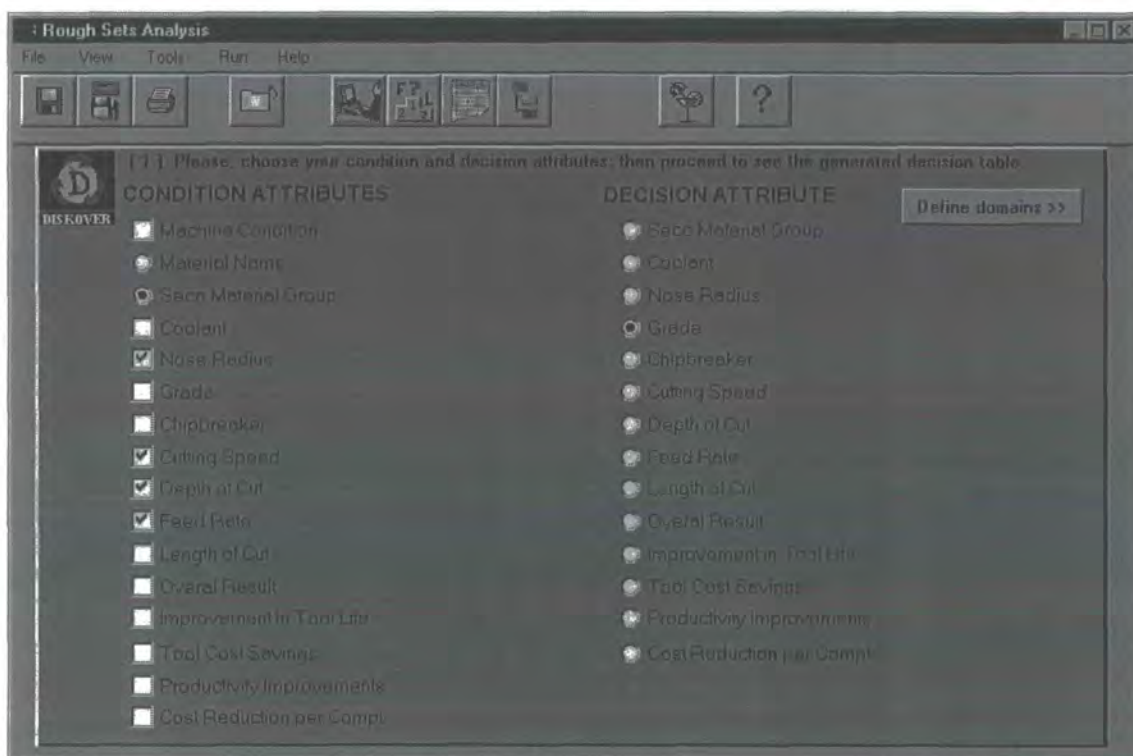 Rough Sets Analysis
File View Tools Run Help
[1]. Please, choose your condition and decision attributes; then proceed to see the generated decision table
D
DISKOVER
CONDITION ATTRIBUTES
Machine Condition
Material Name
Seco Material Group
Coolant
Nose Radius
Grade
Chipbreaker
Cutting Speed
Depth of Cut
Feed Rate
Length of Cut
Overal Result
Improvement in Tool Life
Tool Cost Savings
Productivity Improvements
Cost Reduction per Compt.
DECISION ATTRIBUTE
Seco Material Group
Coolant
Nose Radius
Grade
Chipbreaker
Cutting Speed
Depth of Cut
Feed Rate
Length of Cut
Overal Result
Improvement in Tool Life
Tool Cost Savings
Productivity Improvements
Cost Reduction per Compt.
Define domains >>